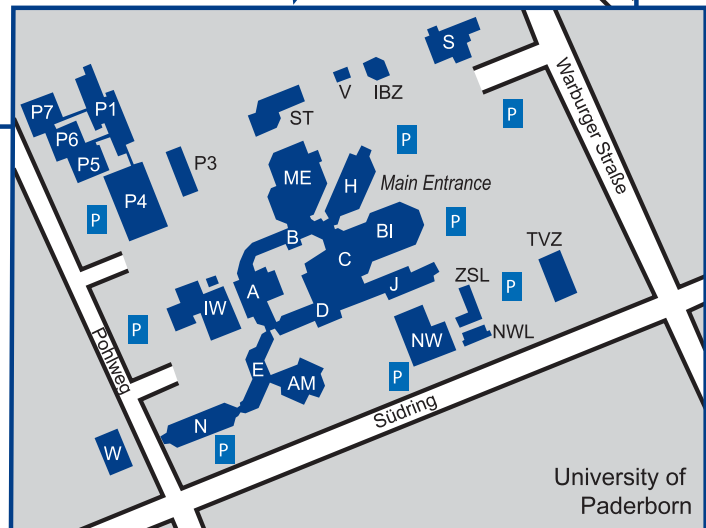 S
V
IBZ
ST
P7
P1
P6
P5
P4
P3
P
P
P
ME
H
Main Entrance
Warburger Straße
B
BI
C
P
TVZ
ZSL
J
P
A
IW
D
NW
NWL
P
Pohlweg
E
AM
P
Südring
N
W
P
University of
Paderborn